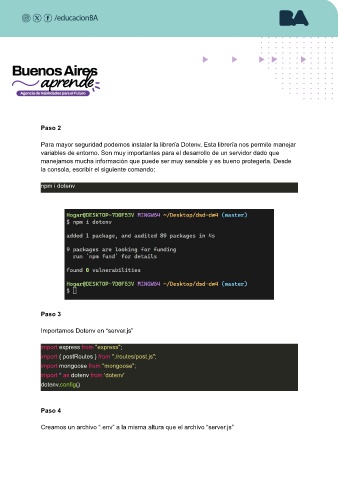 /educacionBA
BA
Buenos Aires
aprende
Agencia de Habilidades para el Futuro
Paso 2
Para mayor seguridad podemos instalar la librería Dotenv. Esta librería nos permite manejar
variables de entorno. Son muy importantes para el desarrollo de un servidor dado que
manejamos mucha información que puede ser muy sensible y es bueno protegerla. Desde
la consola, escribir el siguiente comando:
npm i dotenv
Hogar@DESKTOP-7D0F53V MINGW64 ~/Desktop/dwd-dw4 (master)
$ npm i dotenv
added 1 package, and audited 89 packages in 4s
9 packages are looking for funding
run `npm fund` for details
found 0 vulnerabilities
Hogar@DESKTOP-7D0F53V MINGW64 ~/Desktop/dwd-dw4 (master)
$
Paso 3
Importamos Dotenv en "server.js"
import express from "express";
import { postRoutes } from "./routes/post.js";
import mongoose from "mongoose";
import * as dotenv from 'dotenv'
dotenv.config()
Paso 4
Creamos un archivo ".env" a la misma altura que el archivo "server.js"